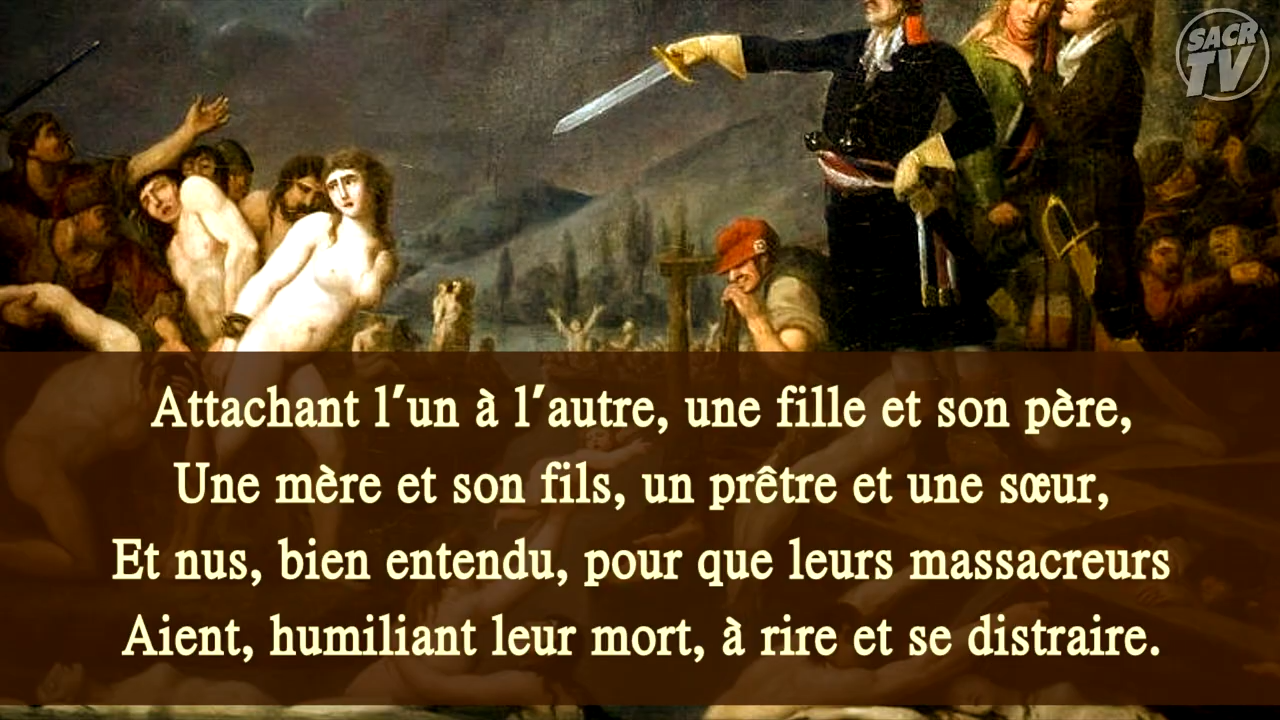 SACR
TV
Attachant l′un à l′autre, une fille et son père,
Une mère et son fils, un prêtre et une sœur,
Et nus, bien entendu, pour que leurs massacreurs
Aient, humiliant leur mort, à rire et se distraire.